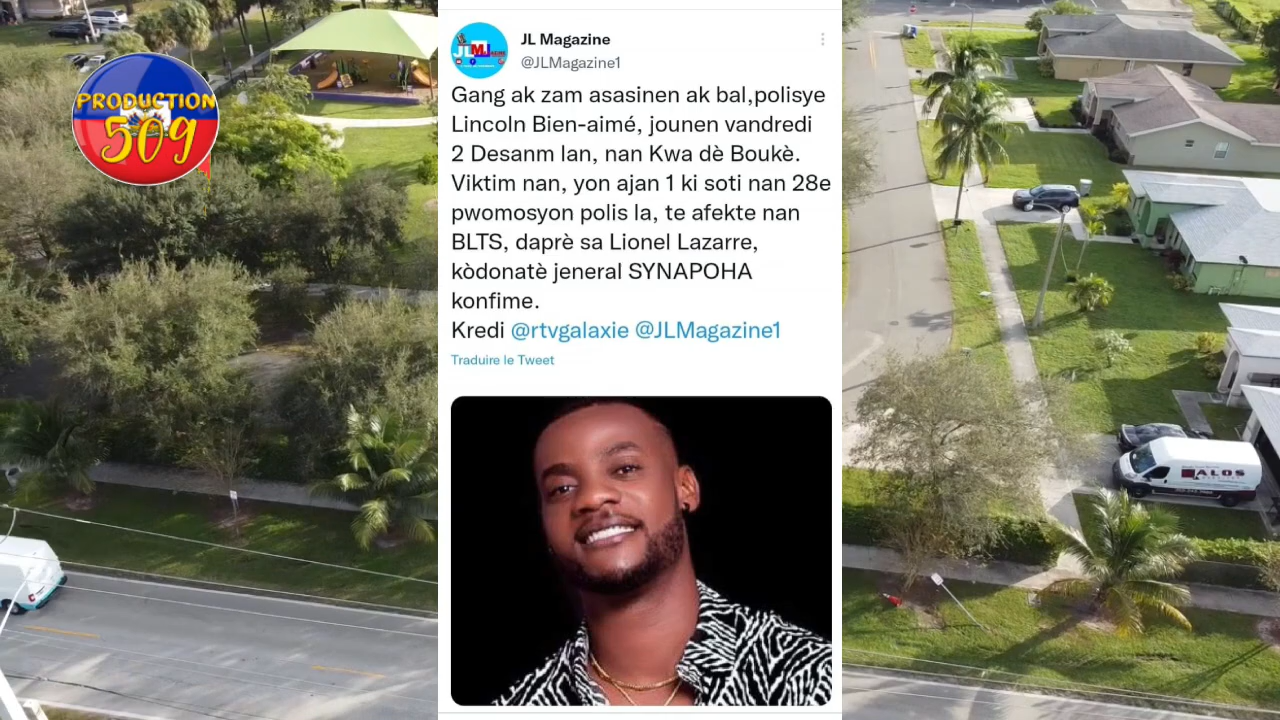 PRODUCTION
509
JL Magazine
@JLMagazine1
Gang ak zam asasinen ak bal,polisye
Lincoln Bien-aimé, jounen vandredi
2 Desanm lan, nan Kwa dè Boukè.
Viktim nan, yon ajan 1 ki soti nan 28e
pwomosyon polis la, te afekte nan
BLTS, daprè sa Lionel Lazarre,
kòdonatè jeneral SYNAPOHA
konfime.
Kredi @rtvgalaxie @JLMagazine1
Traduire le Tweet
ALOS